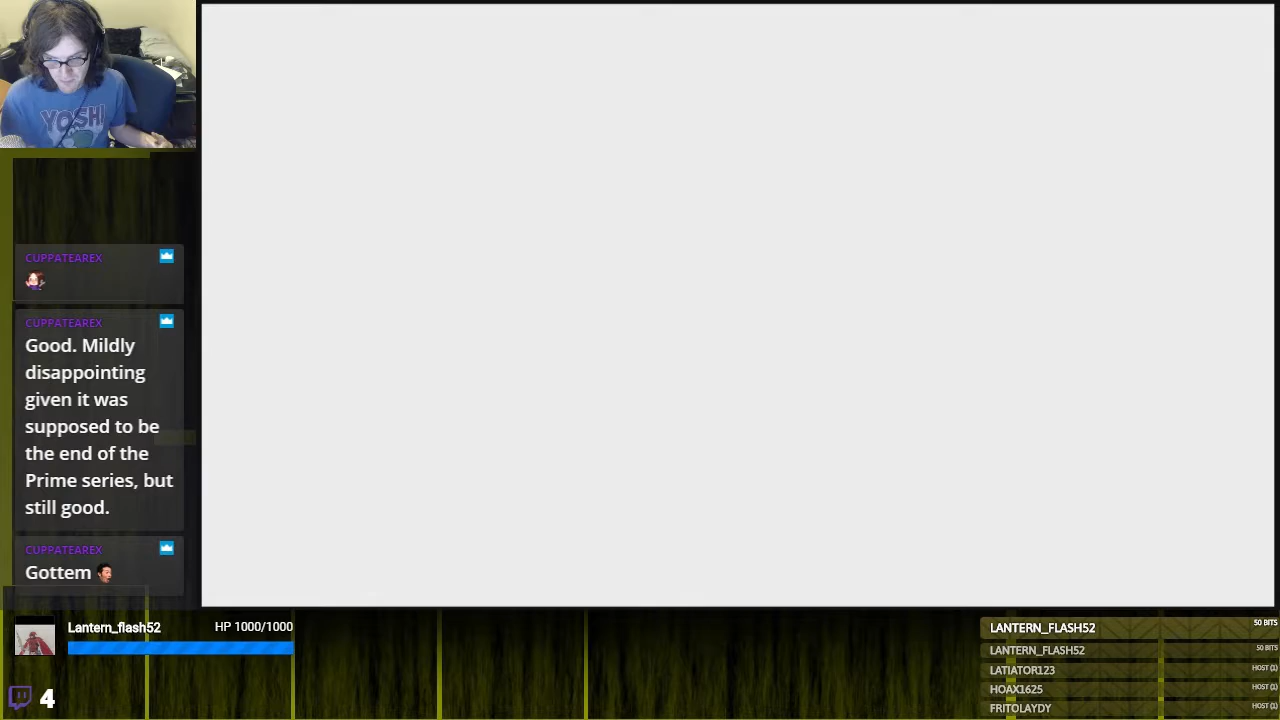 YOSHI
CUPPATEAREX
CUPPATEAREX
Good. Mildly
disappointing
given it was
supposed to be
the end of the
Prime series, but
still good.
CUPPATEAREX
Gottem
Lantern_flash52 HP 1000/1000
4
LANTERN_FLASH52 50 BITS
LANTERN_FLASH52 50 BITS
LATIATOR123 HOST (1)
HOAX1625 HOST (1)
FRITOLAYDY HOST (1)